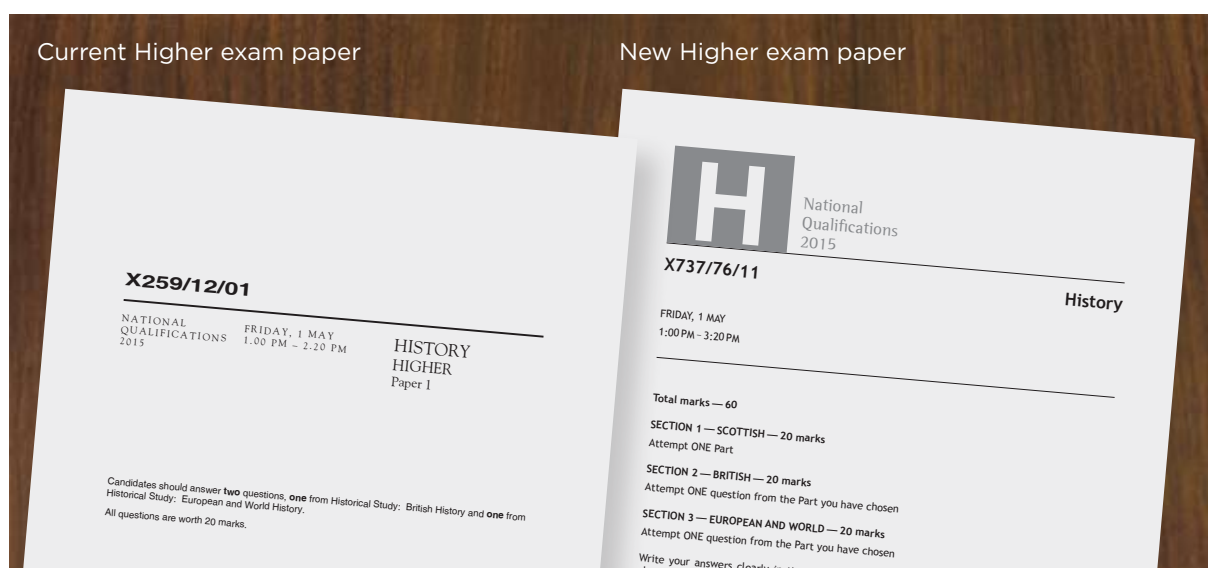 Current Higher exam paper
New Higher exam paper
X259/12/01
NATIONAL
QUALIFICATIONS
2015
FRIDAY, 1 MAY
1.00 PM – 2.20 PM
HISTORY
HIGHER
Paper 1
Candidates should answer two questions, one from Historical Study: British History and one from
Historical Study: European and World History.
All questions are worth 20 marks.
H
National
Qualifications
2015
X737/76/11
History
FRIDAY, 1 MAY
1:00 PM – 3:20 PM
Total marks — 60
SECTION 1 — SCOTTISH — 20 marks
Attempt ONE Part
SECTION 2 — BRITISH — 20 marks
Attempt ONE question from the Part you have chosen
SECTION 3 — EUROPEAN AND WORLD — 20 marks
Attempt ONE question from the Part you have chosen
Write your answers clearly